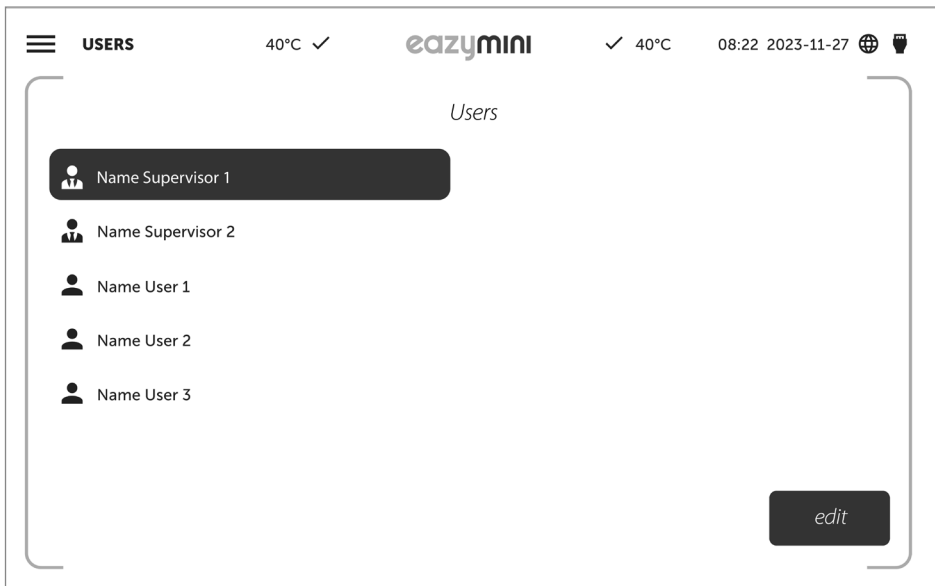 USERS 40°C eazymini 40°C 08:22 2023-11-27
Users
Name Supervisor 1
Name Supervisor 2
Name User 1
Name User 2
Name User 3
edit